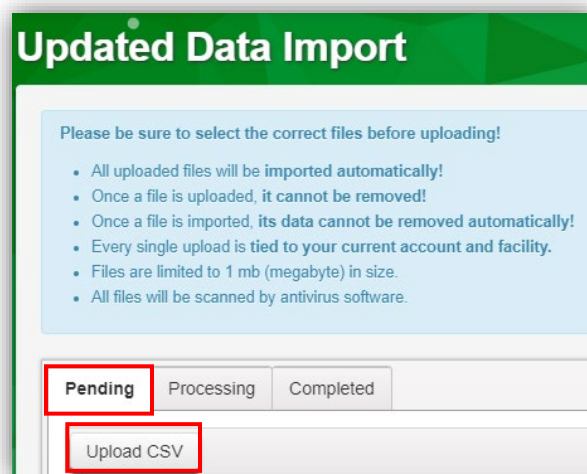 Updated Data Import
Please be sure to select the correct files before uploading!
All uploaded files will be imported automatically!
Once a file is uploaded, it cannot be removed!
Once a file is imported, its data cannot be removed automatically!
Every single upload is tied to your current account and facility.
Files are limited to 1 mb (megabyte) in size.
All files will be scanned by antivirus software.
Pending Processing Completed
Upload CSV